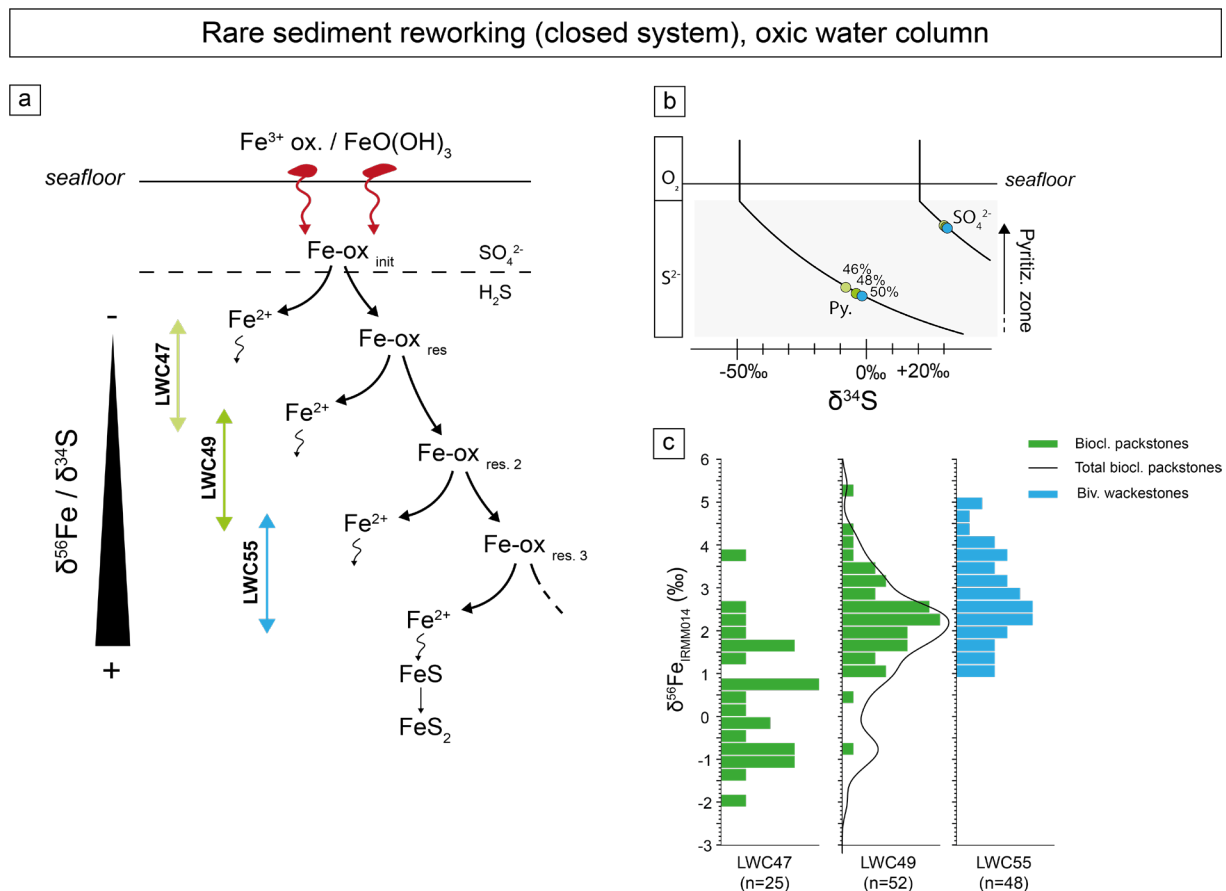 Rare sediment reworking (closed system), oxic water column
a
Fe³⁺ ox. / FeO(OH)₃
seafloor
Fe-ox init
SO₄²⁻
H₂S
-
Fe²⁺
LWC47
Fe-ox res
Fe²⁺
LWC49
δ⁵⁶Fe / δ³⁴S
Fe-ox res. 2
Fe²⁺
LWC55
Fe-ox res. 3
Fe²⁺
+
FeS
FeS₂
b
O₂
seafloor
SO₄²⁻
S²⁻
46%
48%
50%
Py.
Pyritiz. zone
-50‰ 0‰ +20‰
δ³⁴S
c
Biocl. packstones
Total biocl. packstones
Biv. wackestones
6
5
4
3
2
1
0
-1
-2
-3
δ⁵⁶Fe IRMM014 (‰)
LWC47 LWC49 LWC55
(n=25) (n=52) (n=48)